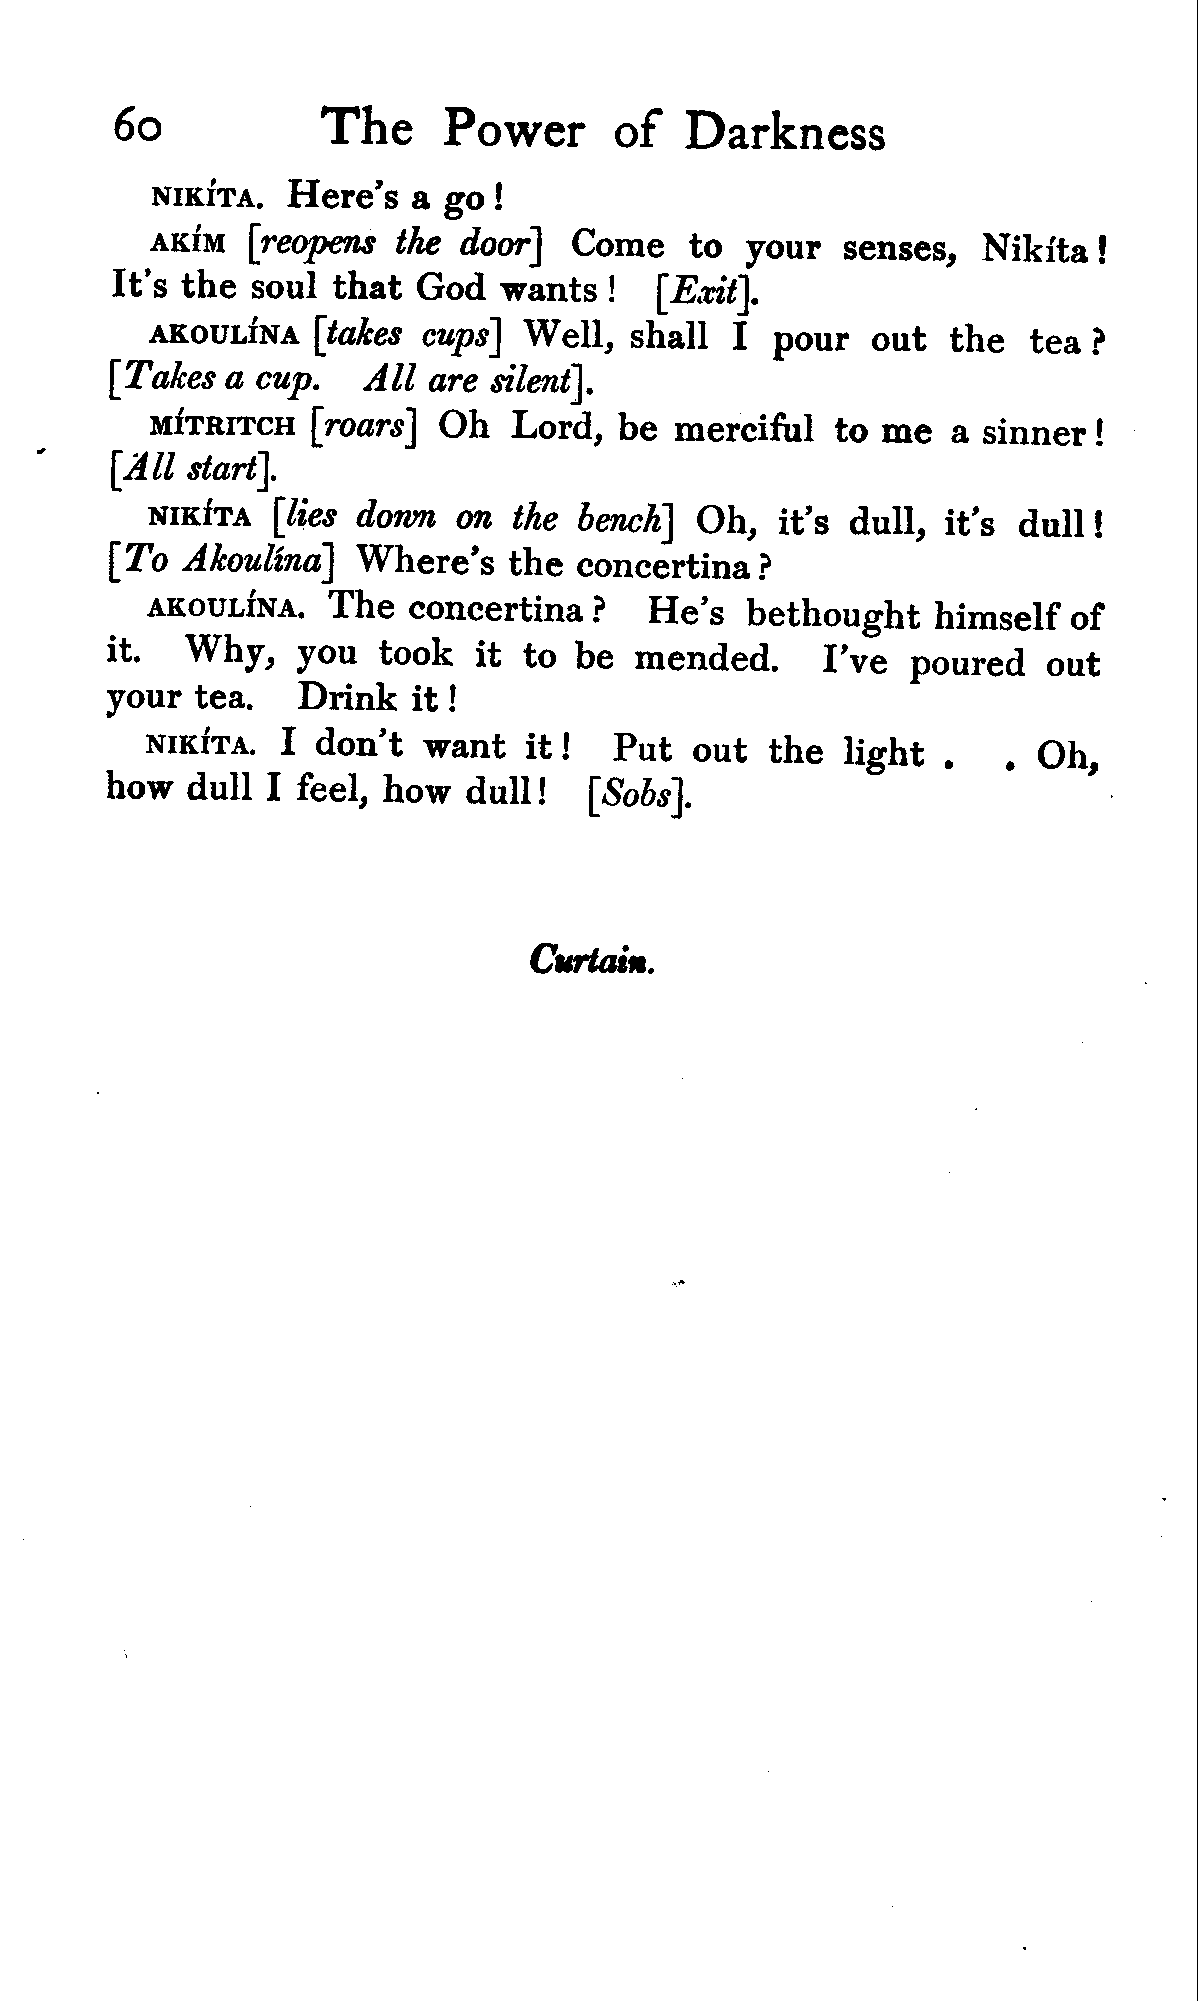 60 The Power of Darkness
NIKÍTA. Here's a go!
AKÍM [reopens the door] Come to your senses, Nikíta!
It's the soul that God wants! [Exit].
AKOULÍNA [takes cups] Well, shall I pour out the tea?
[Takes a cup. All are silent].
MÍTRITCH [roars] Oh Lord, be merciful to me a sinner!
[All start].
NIKÍTA [lies down on the bench] Oh, it's dull, it's dull!
[To Akoulína] Where's the concertina?
AKOULÍNA. The concertina? He's bethought himself of
it. Why, you took it to be mended. I've poured out
your tea. Drink it!
NIKÍTA. I don't want it! Put out the light . . Oh,
how dull I feel, how dull! [Sobs].
Curtain.